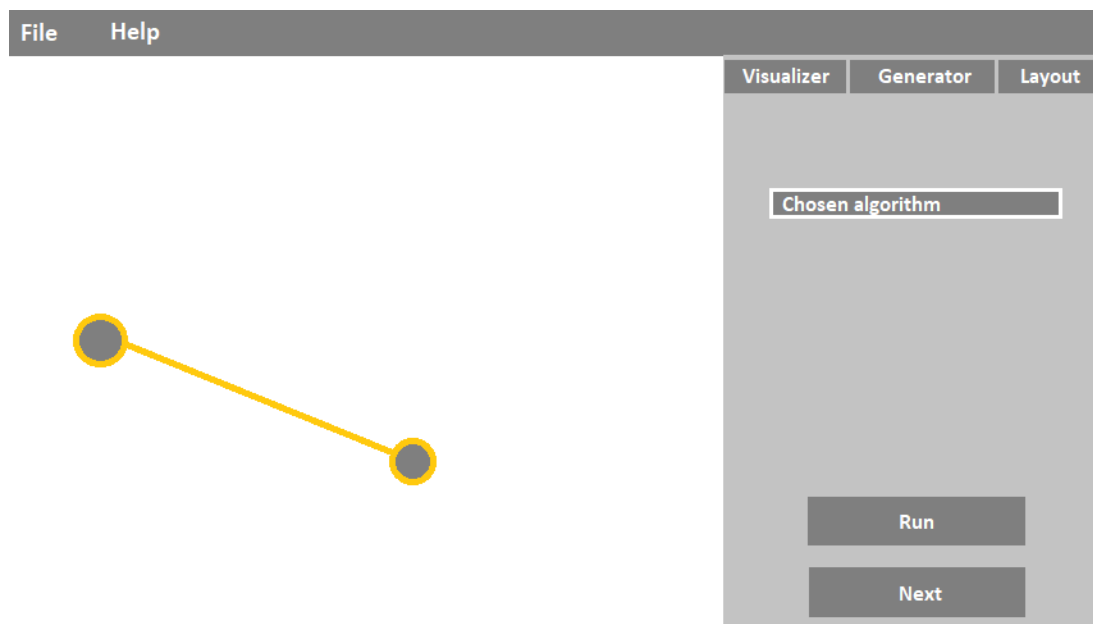 File Help
Visualizer Generator Layout
Chosen algorithm
Run
Next